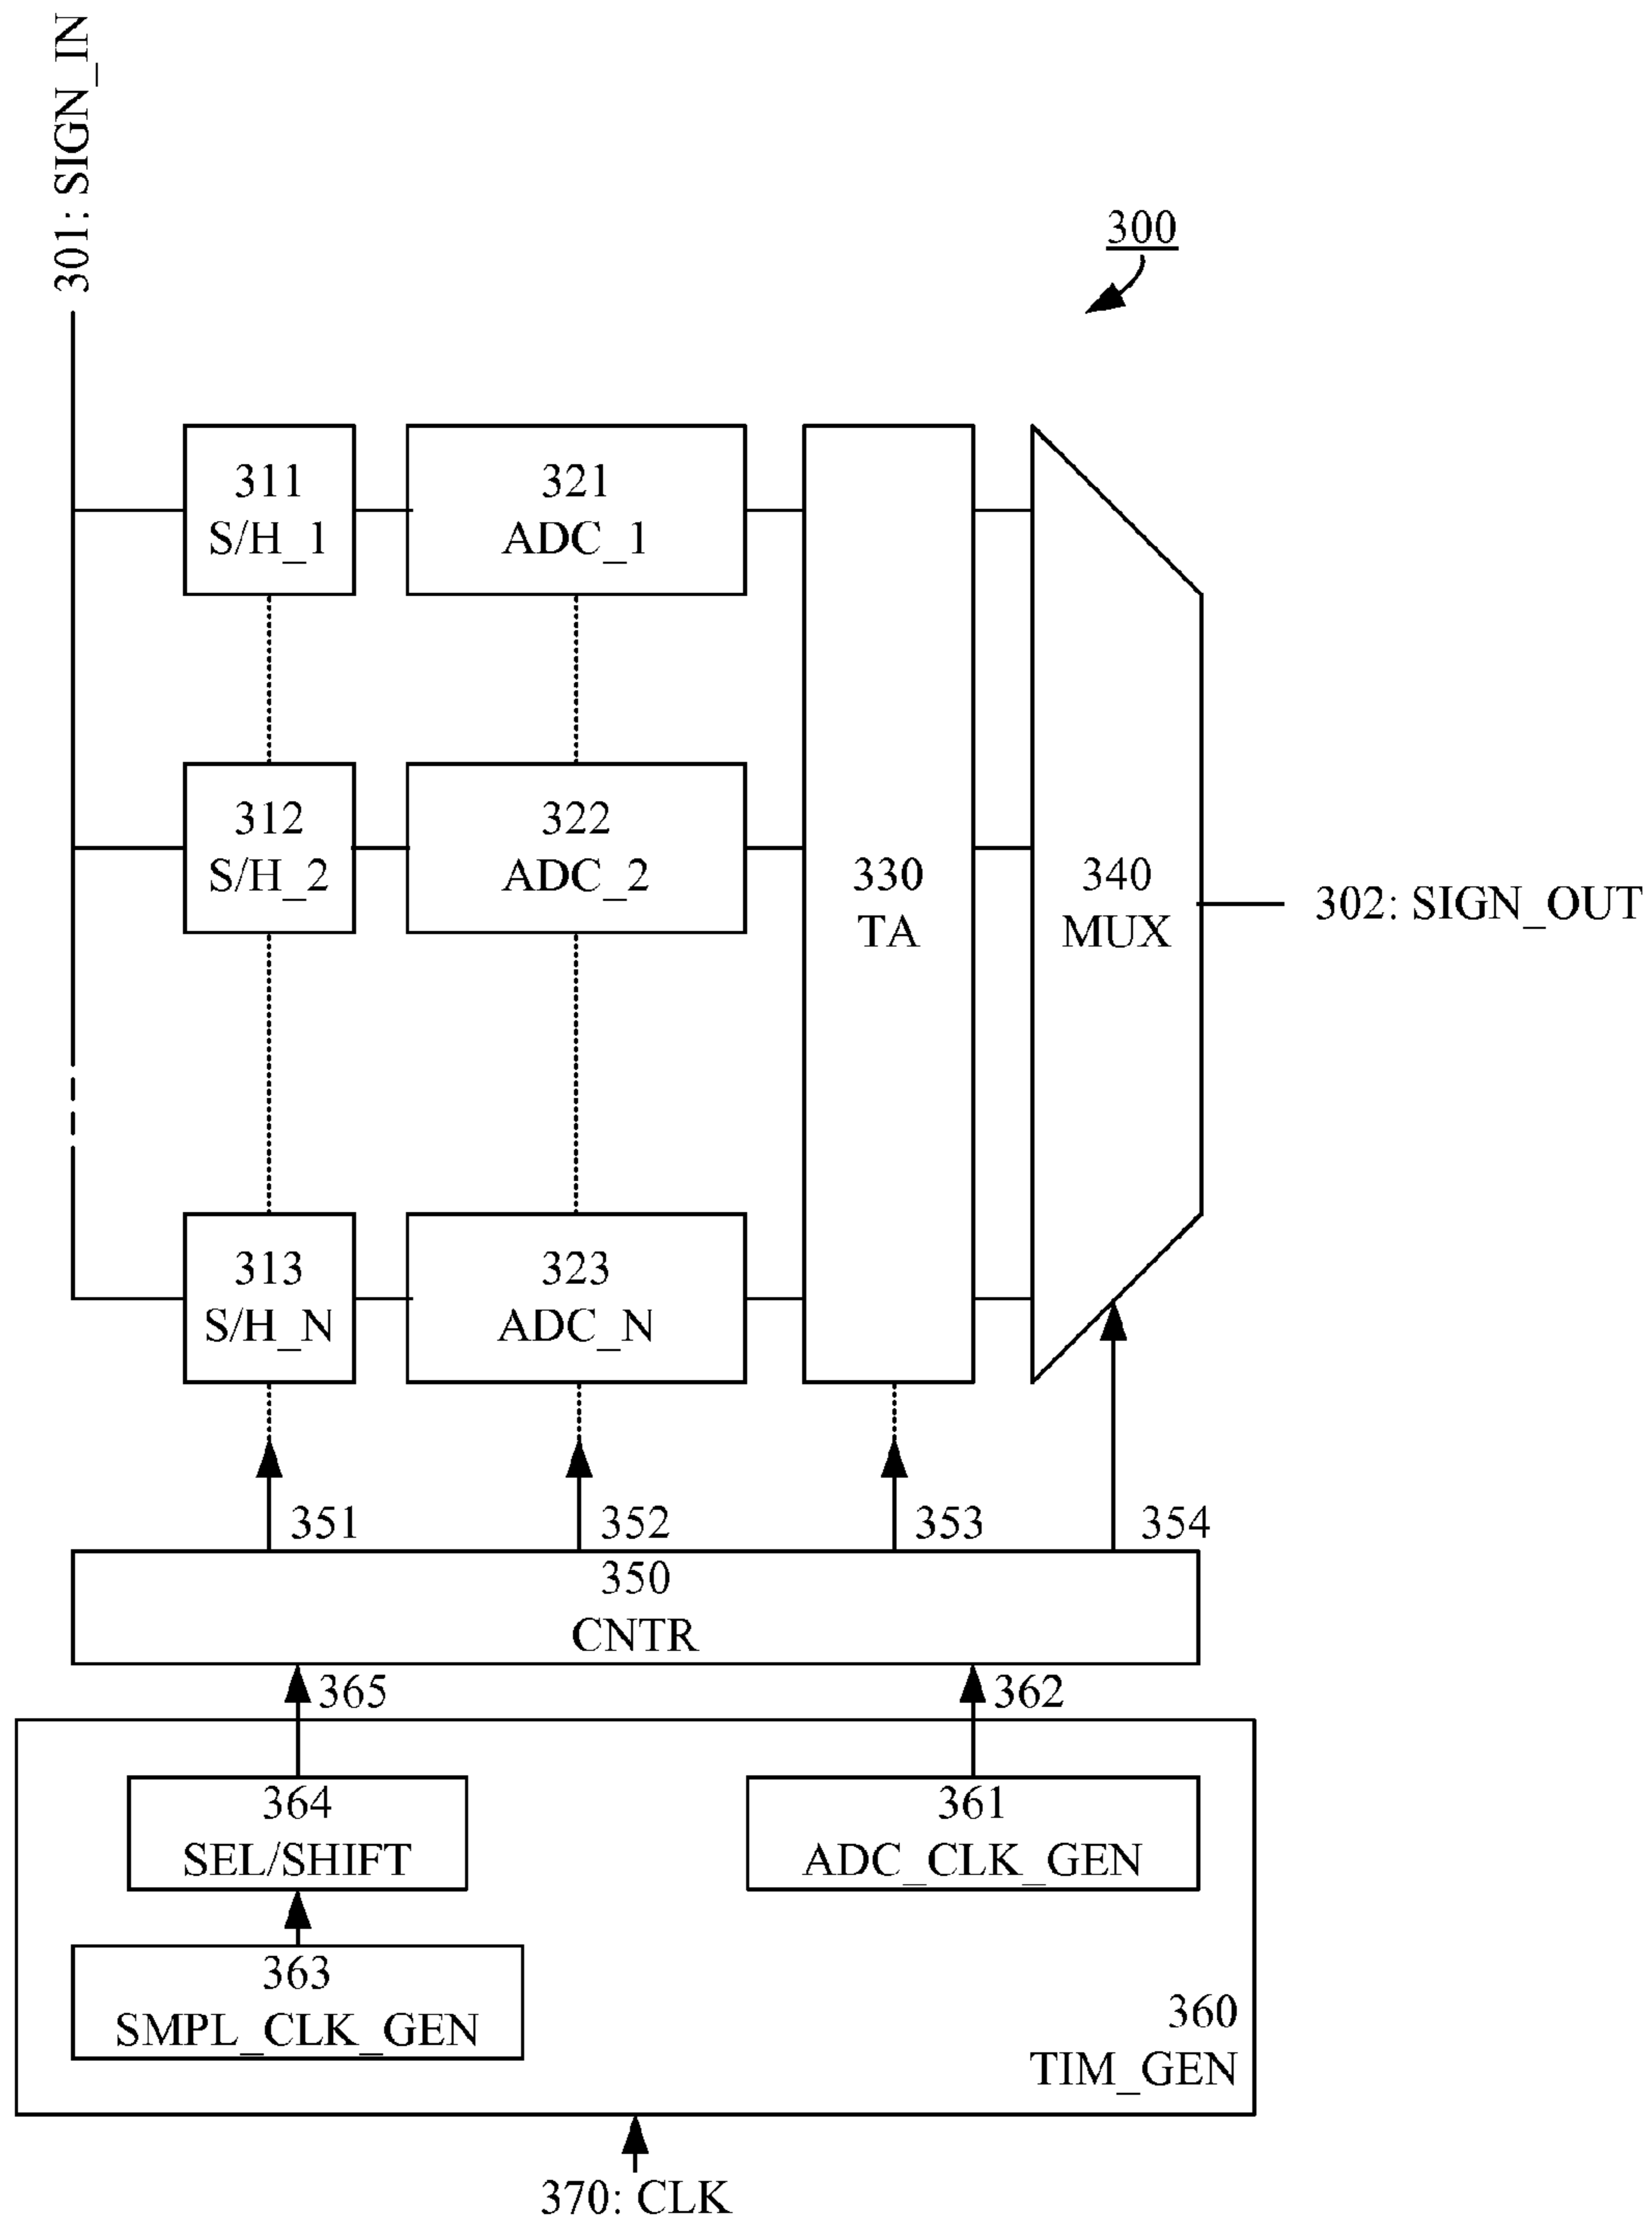 301: SIGN_IN
300
311
S/H_1
321
ADC_1
312
S/H_2
322
ADC_2
330
TA
340
MUX
302: SIGN_OUT
313
S/H_N
323
ADC_N
351
352
353
354
350
CNTR
365
362
364
SEL/SHIFT
361
ADC_CLK_GEN
363
SMPL_CLK_GEN
360
TIM_GEN
370: CLK